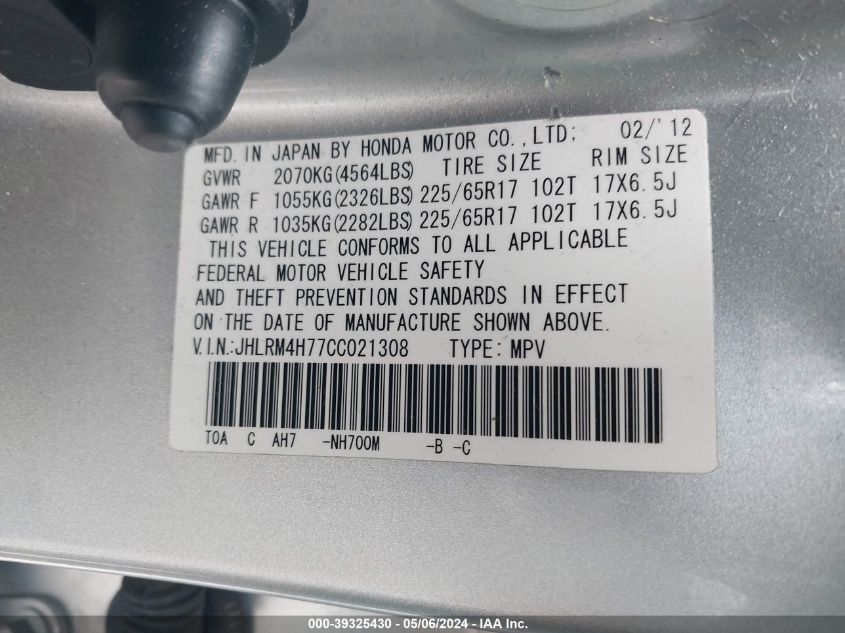 MFD. IN JAPAN BY HONDA MOTOR CO.,LTD; 02/'12
GVWR 2070KG(4564LBS) TIRE SIZE RIM SIZE
GAWR F 1055KG(2326LBS) 225/65R17 102T 17X6.5J
GAWR R 1035KG(2282LBS) 225/65R17 102T 17X6.5J
THIS VEHICLE CONFORMS TO ALL APPLICABLE
FEDERAL MOTOR VEHICLE SAFETY
AND THEFT PREVENTION STANDARDS IN EFFECT
ON THE DATE OF MANUFACTURE SHOWN ABOVE.
V.I.N.:JHLRM4H77CC021308 TYPE: MPV
TOA C AH7 -NH700M -B -C
000-39325430 - 05/06/2024 - IAA Inc.